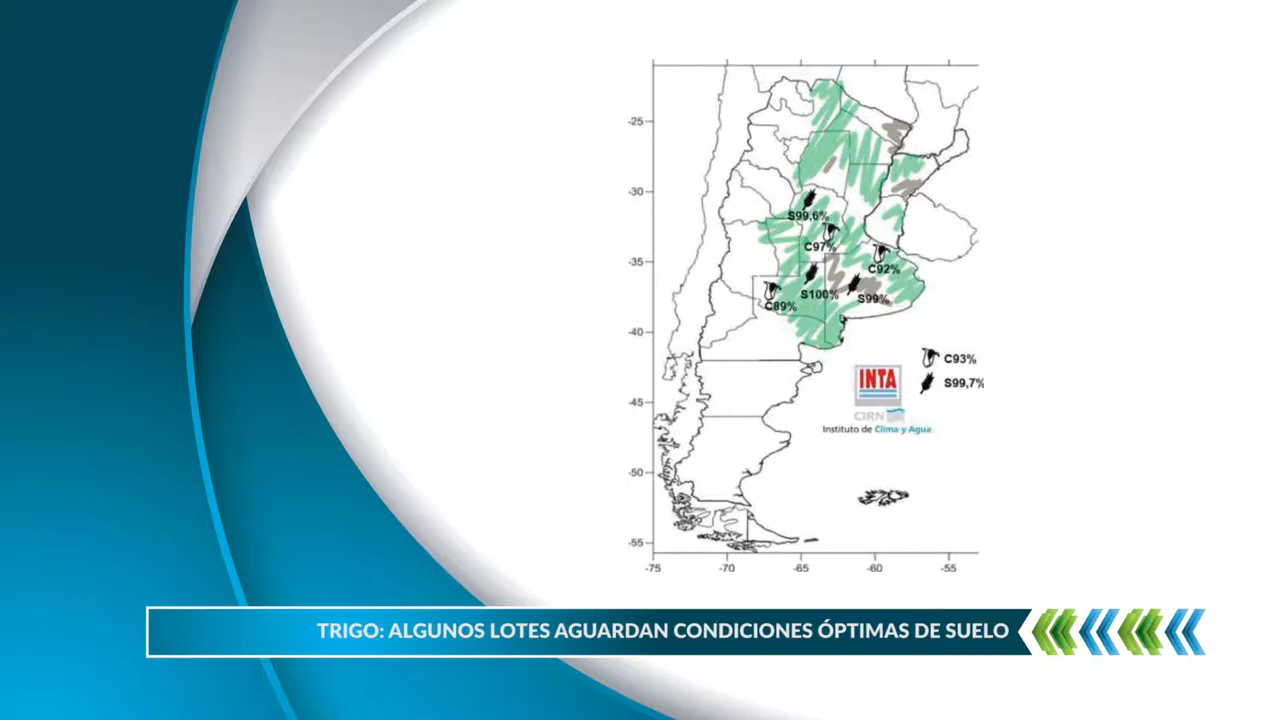 -25
-30
S99,6%
C97%
-35
C92%
S100%
S99%
C89%
-40
C93%
INTA
S99,7%
-45
CIRN
Instituto de Clima y Agua
-50
-55
-75
-70
-65
-60
-55
TRIGO: ALGUNOS LOTES AGUARDAN CONDICIONES ÓPTIMAS DE SUELO